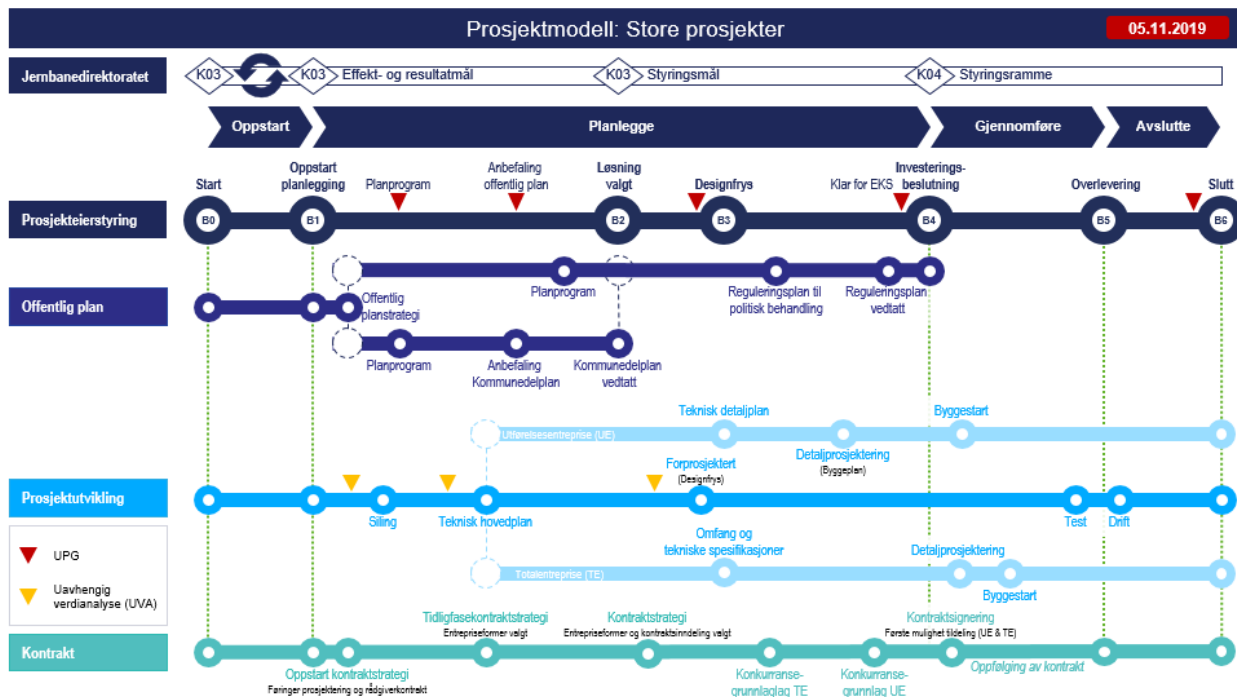 Prosjektmodell: Store prosjekter
05.11.2019
Jernbanedirektoratet
K03
K03
Effekt- og resultatmål
K03
Styringsmål
K04
Styringsramme
Oppstart
Planlegge
Gjennomføre
Avslutte
Start
Oppstart
planlegging
Planprogram
Anbefaling
offentlig plan
Løsning
valgt
Designfrys
Klar for EKS
Investerings-
beslutning
Overlevering
Slutt
Prosjekteierstyring
B0
B1
B2
B3
B4
B5
B6
Offentlig plan
Offentlig
planstrategi
Planprogram
Reguleringsplan til
politisk behandling
Reguleringsplan
vedtatt
Planprogram
Anbefaling
Kommunedelplan
Kommunedelplan
vedtatt
Teknisk detaljplan
Byggestart
Utførelsesentreprise (UE)
Detaljprosjektering
(Byggeplan)
Forprosjektert
(Designfrys)
Prosjektutvikling
Siling
Teknisk hovedplan
Test
Drift
UPG
Uavhengig
verdianalyse (UVA)
Omfang og
tekniske spesifikasjoner
Detaljprosjektering
Totalentreprise (TE)
Byggestart
Tidligfasekontraktstrategi
Entrepriseformer valgt
Kontraktstrategi
Entrepriseformer og kontraktsinndeling valgt
Kontraktsignering
Første mulighet tildeling (UE & TE)
Kontrakt
Oppstart kontraktstrategi
Føringer prosjektering og rådgiverkontrakt
Konkurranse-
grunnlaglag TE
Konkurranse-
grunnlag UE
Oppfølging av kontrakt